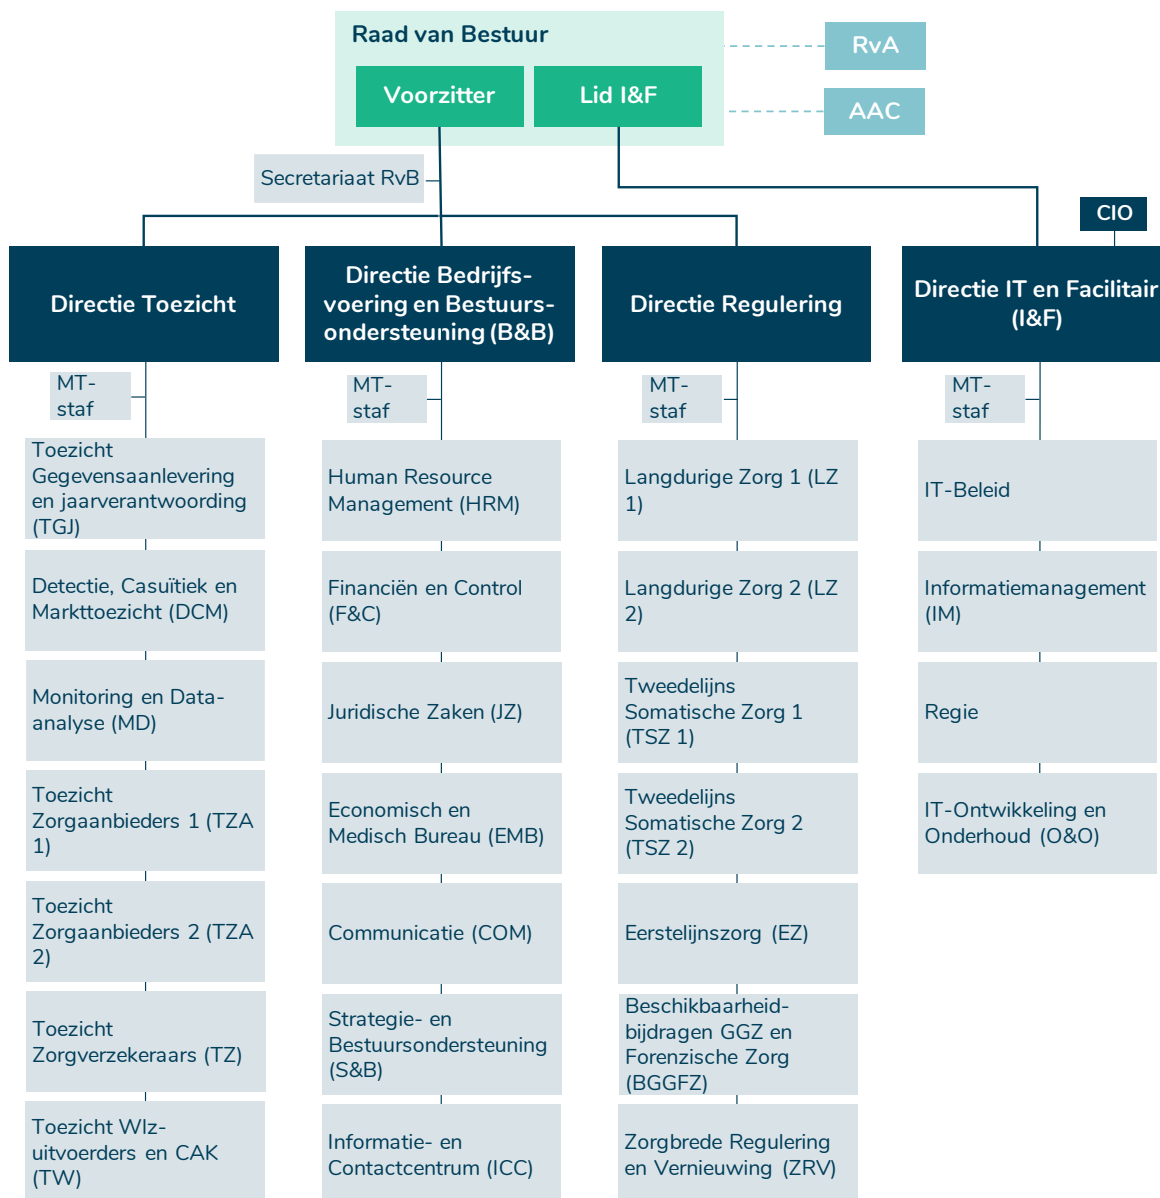 Raad van Bestuur
Voorzitter
Lid I&F
RvA
AAC
Secretariaat RvB
CIO
Directie Toezicht
Directie Bedrijfs-
voering en Bestuurs-
ondersteuning (B&B)
Directie Regulering
Directie IT en Facilitair
(I&F)
MT-
staf
Toezicht
Gegevensaanlevering
en jaarverantwoording
(TGJ)
Detectie, Casuïtiek en
Markttoezicht (DCM)
Monitoring en Data-
analyse (MD)
Toezicht
Zorgaanbieders 1 (TZA
1)
Toezicht
Zorgaanbieders 2 (TZA
2)
Toezicht
Zorgverzekeraars (TZ)
Toezicht Wlz-
uitvoerders en CAK
(TW)
MT-
staf
Human Resource
Management (HRM)
Financiën en Control
(F&C)
Juridische Zaken (JZ)
Economisch en
Medisch Bureau (EMB)
Communicatie (COM)
Strategie- en
Bestuursondersteuning
(S&B)
Informatie- en
Contactcentrum (ICC)
MT-
staf
Langdurige Zorg 1 (LZ
1)
Langdurige Zorg 2 (LZ
2)
Tweedelijns
Somatische Zorg 1
(TSZ 1)
Tweedelijns
Somatische Zorg 2
(TSZ 2)
Eerstelijnszorg (EZ)
Beschikbaarheid-
bijdragen GGZ en
Forenzische Zorg
(BGGFZ)
Zorgbrede Regulering
en Vernieuwing (ZRV)
MT-
staf
IT-Beleid
Informatiemanagement
(IM)
Regie
IT-Ontwikkeling en
Onderhoud (O&O)